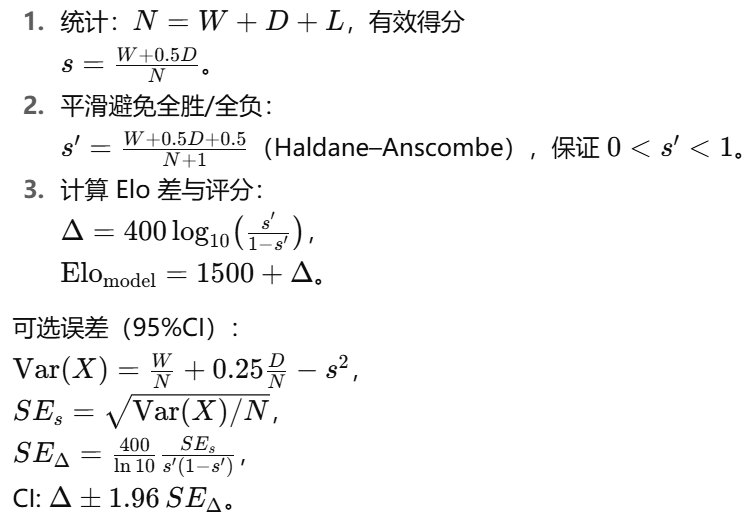 1. 统计：$N = W + D + L$，有效得分
$s = \frac{W+0.5D}{N}$。
2. 平滑避免全胜/全负：
$s' = \frac{W+0.5D+0.5}{N+1}$（Haldane–Anscombe），保证 $0 < s' < 1$。
3. 计算 Elo 差与评分：
$\Delta = 400 \log_{10}\left(\frac{s'}{1-s'}\right)$，
$\mathrm{Elo}_{\mathrm{model}} = 1500 + \Delta$。
可选误差（95%CI）：
$\mathrm{Var}(X) = \frac{W}{N} + 0.25\frac{D}{N} - s^2$，
$SE_s = \sqrt{\mathrm{Var}(X)/N}$，
$SE_\Delta = \frac{400}{\ln 10} \frac{SE_s}{s'(1-s')}$，
CI: $\Delta \pm 1.96\, SE_\Delta$。